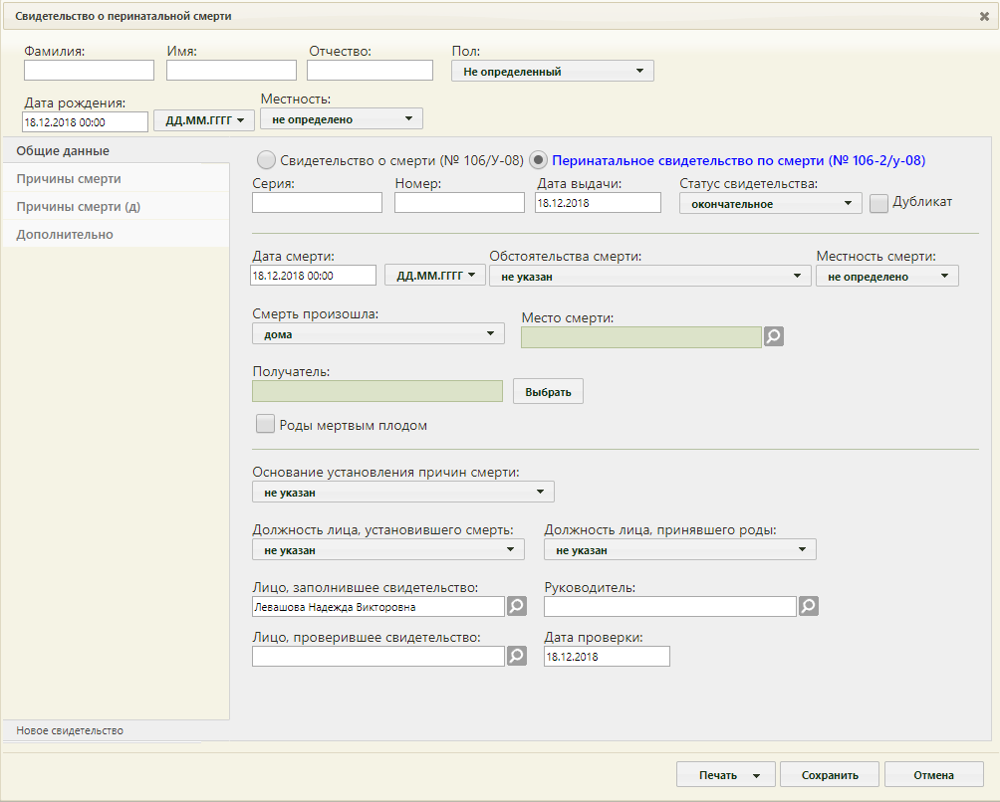 Свидетельство о перинатальной смерти
Фамилия: Имя: Отчество: Пол:
Не определенный
Дата рождения: Местность:
18.12.2018 00:00 ДД.ММ.ГГГГ не определено
Общие данные
Причины смерти
Причины смерти (д)
Дополнительно
Свидетельство о смерти (№ 106/У-08) Перинатальное свидетельство по смерти (№ 106-2/у-08)
Серия: Номер: Дата выдачи: Статус свидетельства:
18.12.2018 окончательное Дубликат
Дата смерти: Обстоятельства смерти: Местность смерти:
18.12.2018 00:00 ДД.ММ.ГГГГ не указан не определено
Смерть произошла: Место смерти:
дома
Получатель:
Выбрать
Роды мертвым плодом
Основание установления причин смерти:
не указан
Должность лица, установившего смерть: Должность лица, принявшего роды:
не указан не указан
Лицо, заполнившее свидетельство: Руководитель:
Левашова Надежда Викторовна
Лицо, проверившее свидетельство: Дата проверки:
18.12.2018
Новое свидетельство
Печать Сохранить Отмена